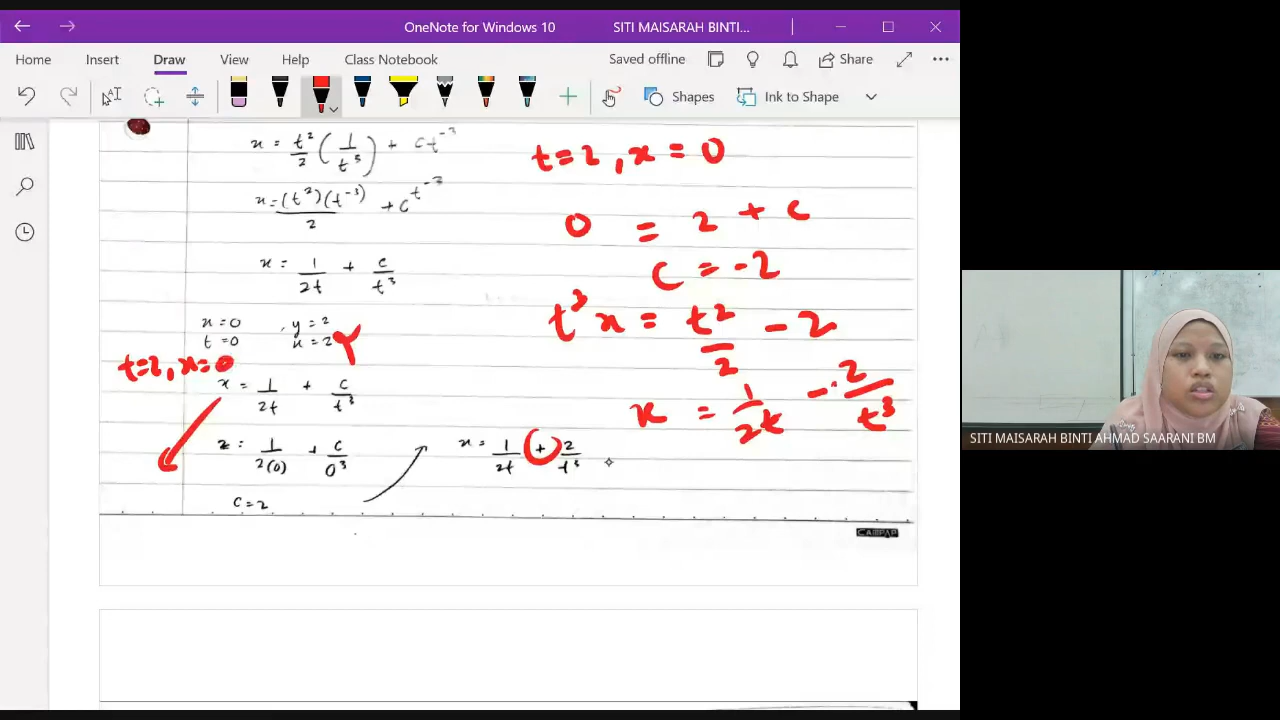 OneNote for Windows 10 SITI MAISARAH BINTI...
Home Insert Draw View Help Class Notebook Saved offline Share
Shapes Ink to Shape
x = t²/2 (1/t³) + ct⁻³
t=2, x = 0
x = (t²)(t⁻³)/2 + c t⁻³
0 = 2 + c
x = 1/2t + c/t³
c = -2
x=0 , y=2
t=0 x=2
t³x = t²/2 - 2
t=2, x=0
x = 1/2t + c/t³
x = 1/2t - 2/t³
2 = 1/2(0) + c/0³
x = 1/2t + 2/t³
c=2
CAMPAP
SITI MAISARAH BINTI AHMAD SAARANI BM